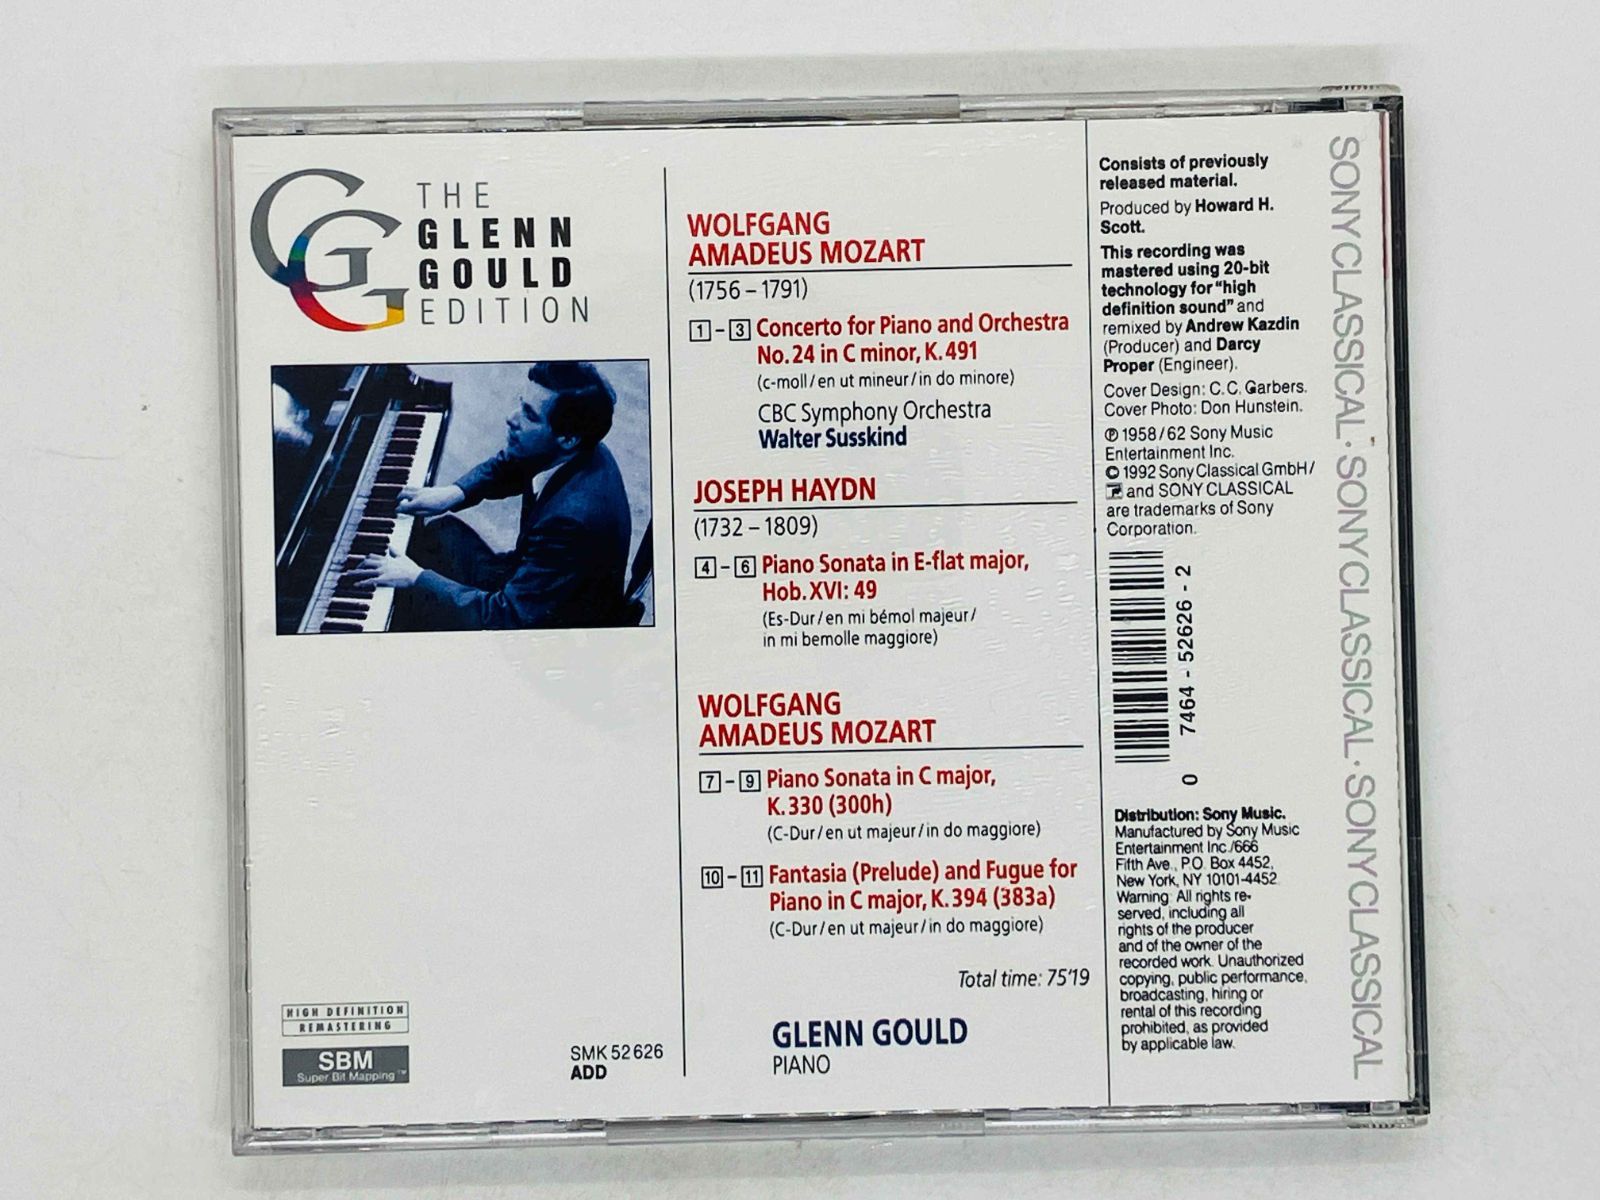 THE
GLENN
GOULD
EDITION
HIGH DEFINITION
REMASTERING
SBM
Super Bit Mapping™
SMK 52 626
ADD
WOLFGANG
AMADEUS MOZART
(1756 – 1791)
1 – 3 Concerto for Piano and Orchestra
No. 24 in C minor, K. 491
(c-moll / en ut mineur / in do minore)
CBC Symphony Orchestra
Walter Susskind
JOSEPH HAYDN
(1732 – 1809)
4 – 6 Piano Sonata in E-flat major,
Hob. XVI: 49
(Es-Dur / en mi bémol majeur /
in mi bemolle maggiore)
WOLFGANG
AMADEUS MOZART
7 – 9 Piano Sonata in C major,
K. 330 (300h)
(C-Dur / en ut majeur / in do maggiore)
10 – 11 Fantasia (Prelude) and Fugue for
Piano in C major, K. 394 (383a)
(C-Dur / en ut majeur / in do maggiore)
Total time: 75'19
GLENN GOULD
PIANO
Consists of previously
released material.
Produced by Howard H.
Scott.
This recording was
mastered using 20-bit
technology for "high
definition sound" and
remixed by Andrew Kazdin
(Producer) and Darcy
Proper (Engineer).
Cover Design: C. C. Garbers.
Cover Photo: Don Hunstein.
℗ 1958 / 62 Sony Music
Entertainment Inc.
© 1992 Sony Classical GmbH /
and SONY CLASSICAL
are trademarks of Sony
Corporation.
0 7464 - 52626 - 2
Distribution: Sony Music.
Manufactured by Sony Music
Entertainment Inc./666
Fifth Ave., P.O. Box 4452,
New York, NY 10101-4452.
Warning: All rights re-
served, including all
rights of the producer
and of the owner of the
recorded work. Unauthorized
copying, public performance,
broadcasting, hiring or
rental of this recording
prohibited, as provided
by applicable law.
SONY CLASSICAL · SONY CLASSICAL · SONY CLASSICAL